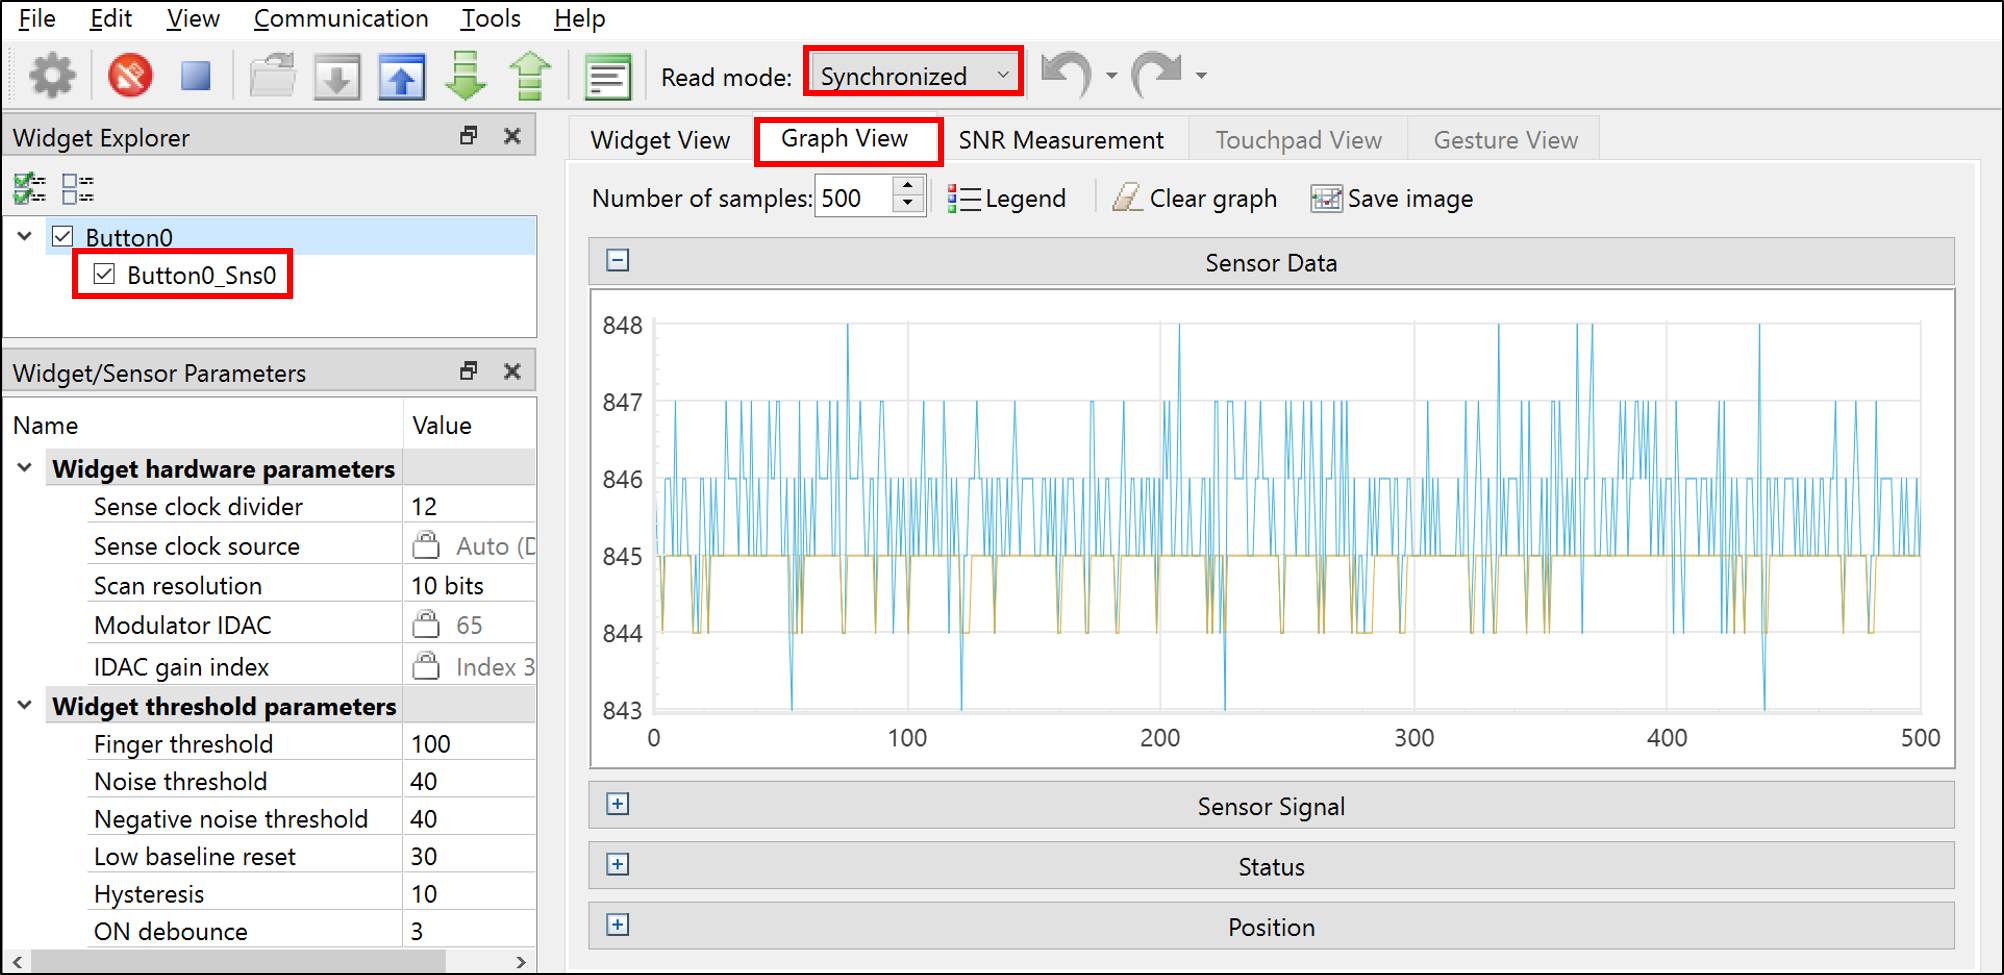 File Edit View Communication Tools Help
Read mode: Synchronized
Widget Explorer
Button0
Button0_Sns0
Widget/Sensor Parameters
Name Value
Widget hardware parameters
Sense clock divider 12
Sense clock source Auto (D
Scan resolution 10 bits
Modulator IDAC 65
IDAC gain index Index 3
Widget threshold parameters
Finger threshold 100
Noise threshold 40
Negative noise threshold 40
Low baseline reset 30
Hysteresis 10
ON debounce 3
Widget View Graph View SNR Measurement Touchpad View Gesture View
Number of samples: 500 Legend Clear graph Save image
Sensor Data
848
847
846
845
844
843
0 100 200 300 400 500
Sensor Signal
Status
Position